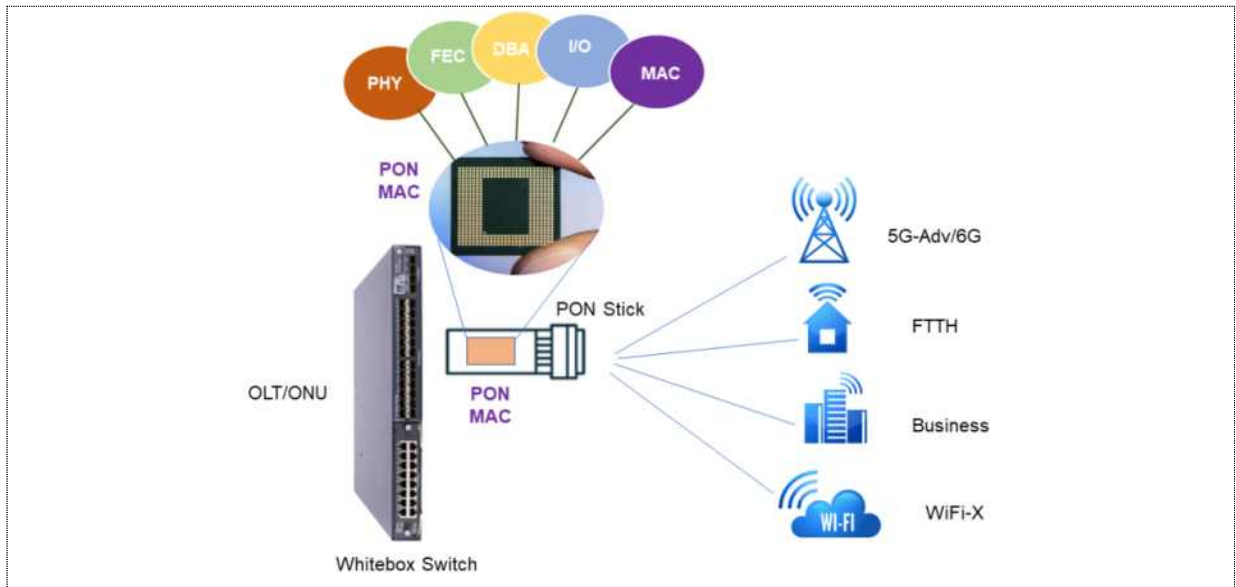 PHY
FEC
DBA
I/O
MAC
PON
MAC
5G-Adv/6G
PON Stick
FTTH
OLT/ONU
PON
MAC
Business
WI-FI
WiFi-X
Whitebox Switch